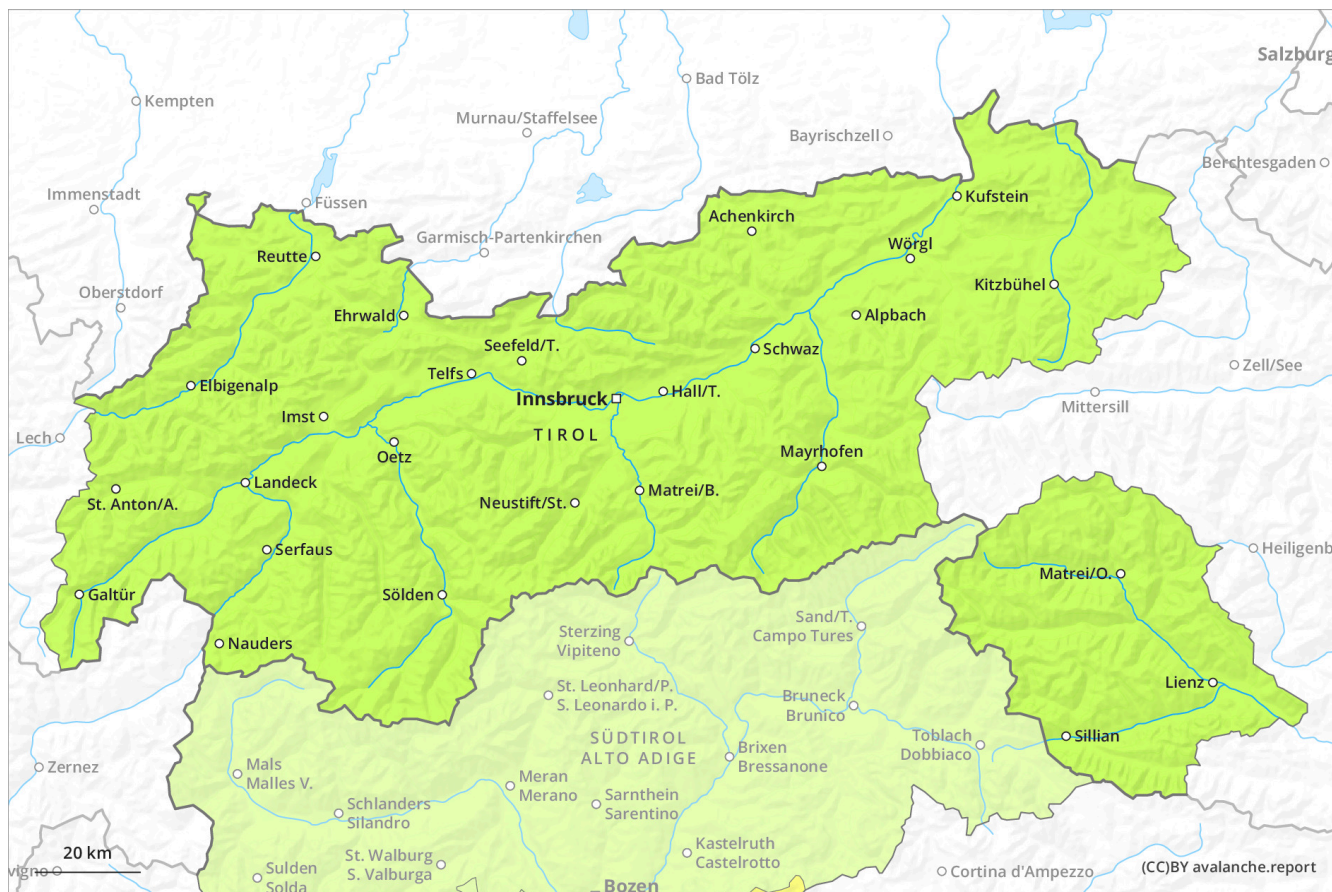 Salzburg
Bad Tölz
Kempten
Murnau/Staffelsee
Bayrischzell
Berchtesgaden
Immenstadt
Füssen
Kufstein
Achenkirch
Garmisch-Partenkirchen
Wörgl
Reutte
Kitzbühel
Oberstdorf
Ehrwald
Alpbach
Seefeld/T.
Schwaz
Zell/See
Telfs
Elbigenalp
Hall/T.
Innsbruck
Mittersill
Imst
TIROL
Lech
Oetz
Mayrhofen
Landeck
Matrei/B.
St. Anton/A.
Neustift/St.
Serfaus
Heiligenb
Matrei/O.
Galtür
Sölden
Sand/T.
Campo Tures
Sterzing
Vipiteno
Nauders
Lienz
St. Leonhard/P.
S. Leonardo i. P.
Bruneck
Brunico
SÜDTIROL
ALTO ADIGE
Toblach
Dobbiaco
Sillian
Brixen
Bressanone
Zernez
Mals
Malles V.
Meran
Merano
Sarnthein
Sarentino
Schlanders
Silandro
Kastelruth
Castelrotto
20 km
St. Walburg
S. Valburga
vigno
Sulden
Solda
Cortina d'Ampezzo
(CC)BY avalanche.report
Bozen